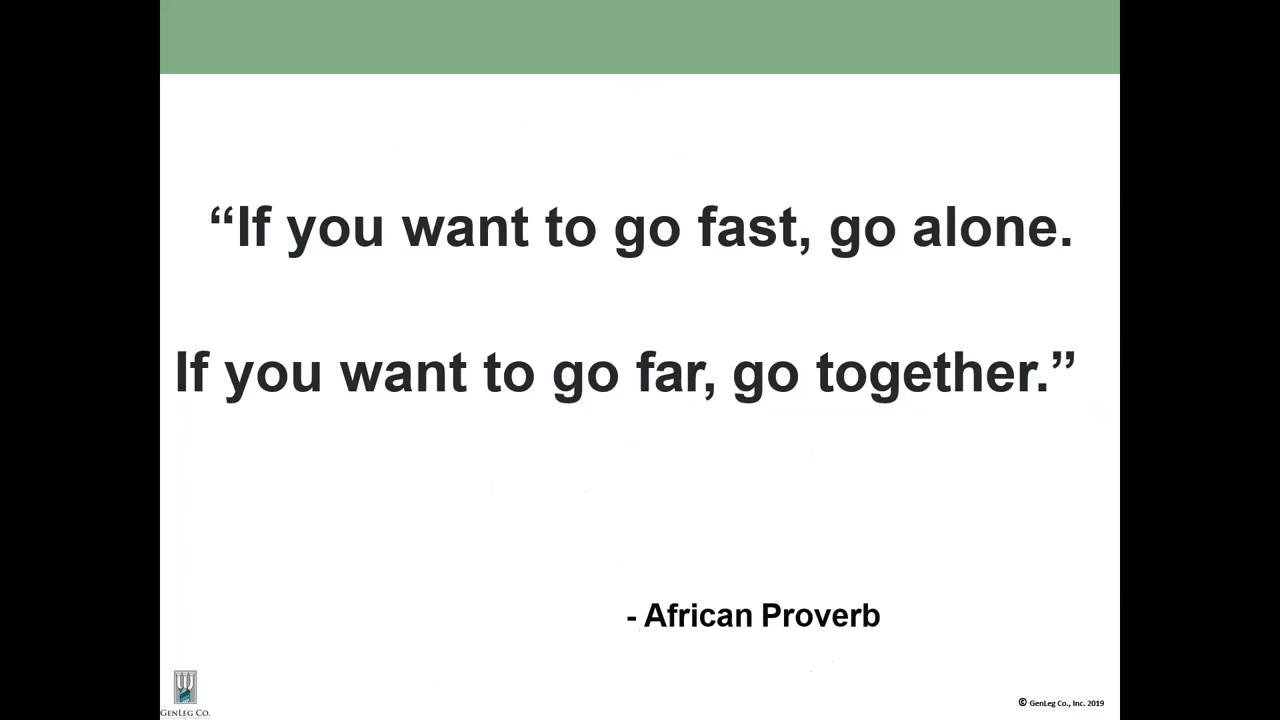 “If you want to go fast, go alone.
If you want to go far, go together.”
- African Proverb
GENLEG CO.
© GenLeg Co., Inc. 2019